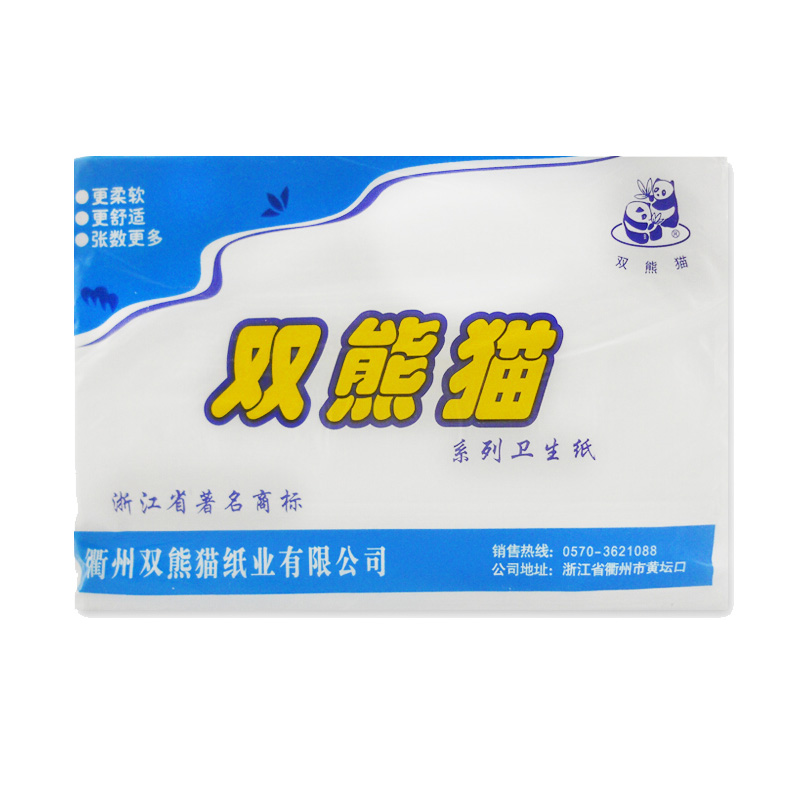 ●更柔软
●更舒适
●张数更多
®
双熊猫
双熊猫
系列卫生纸
浙江省著名商标
衢州双熊猫纸业有限公司
销售热线：0570-3621088
公司地址：浙江省衢州市黄坛口